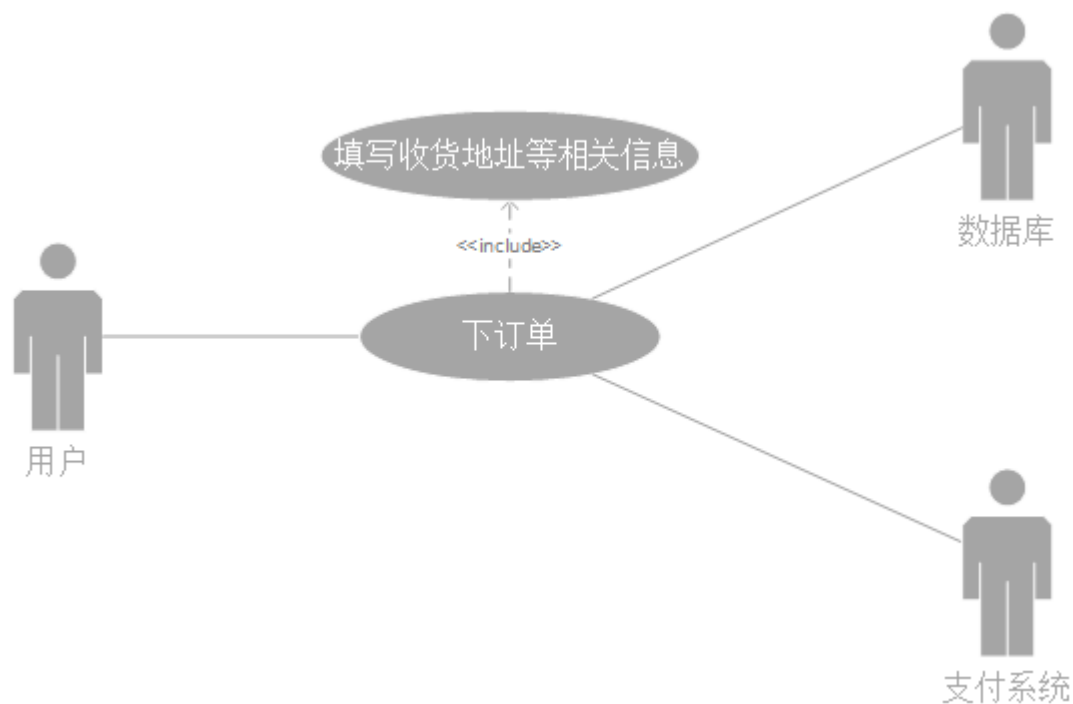 填写收货地址等相关信息
数据库
<<include>>
下订单
用户
支付系统